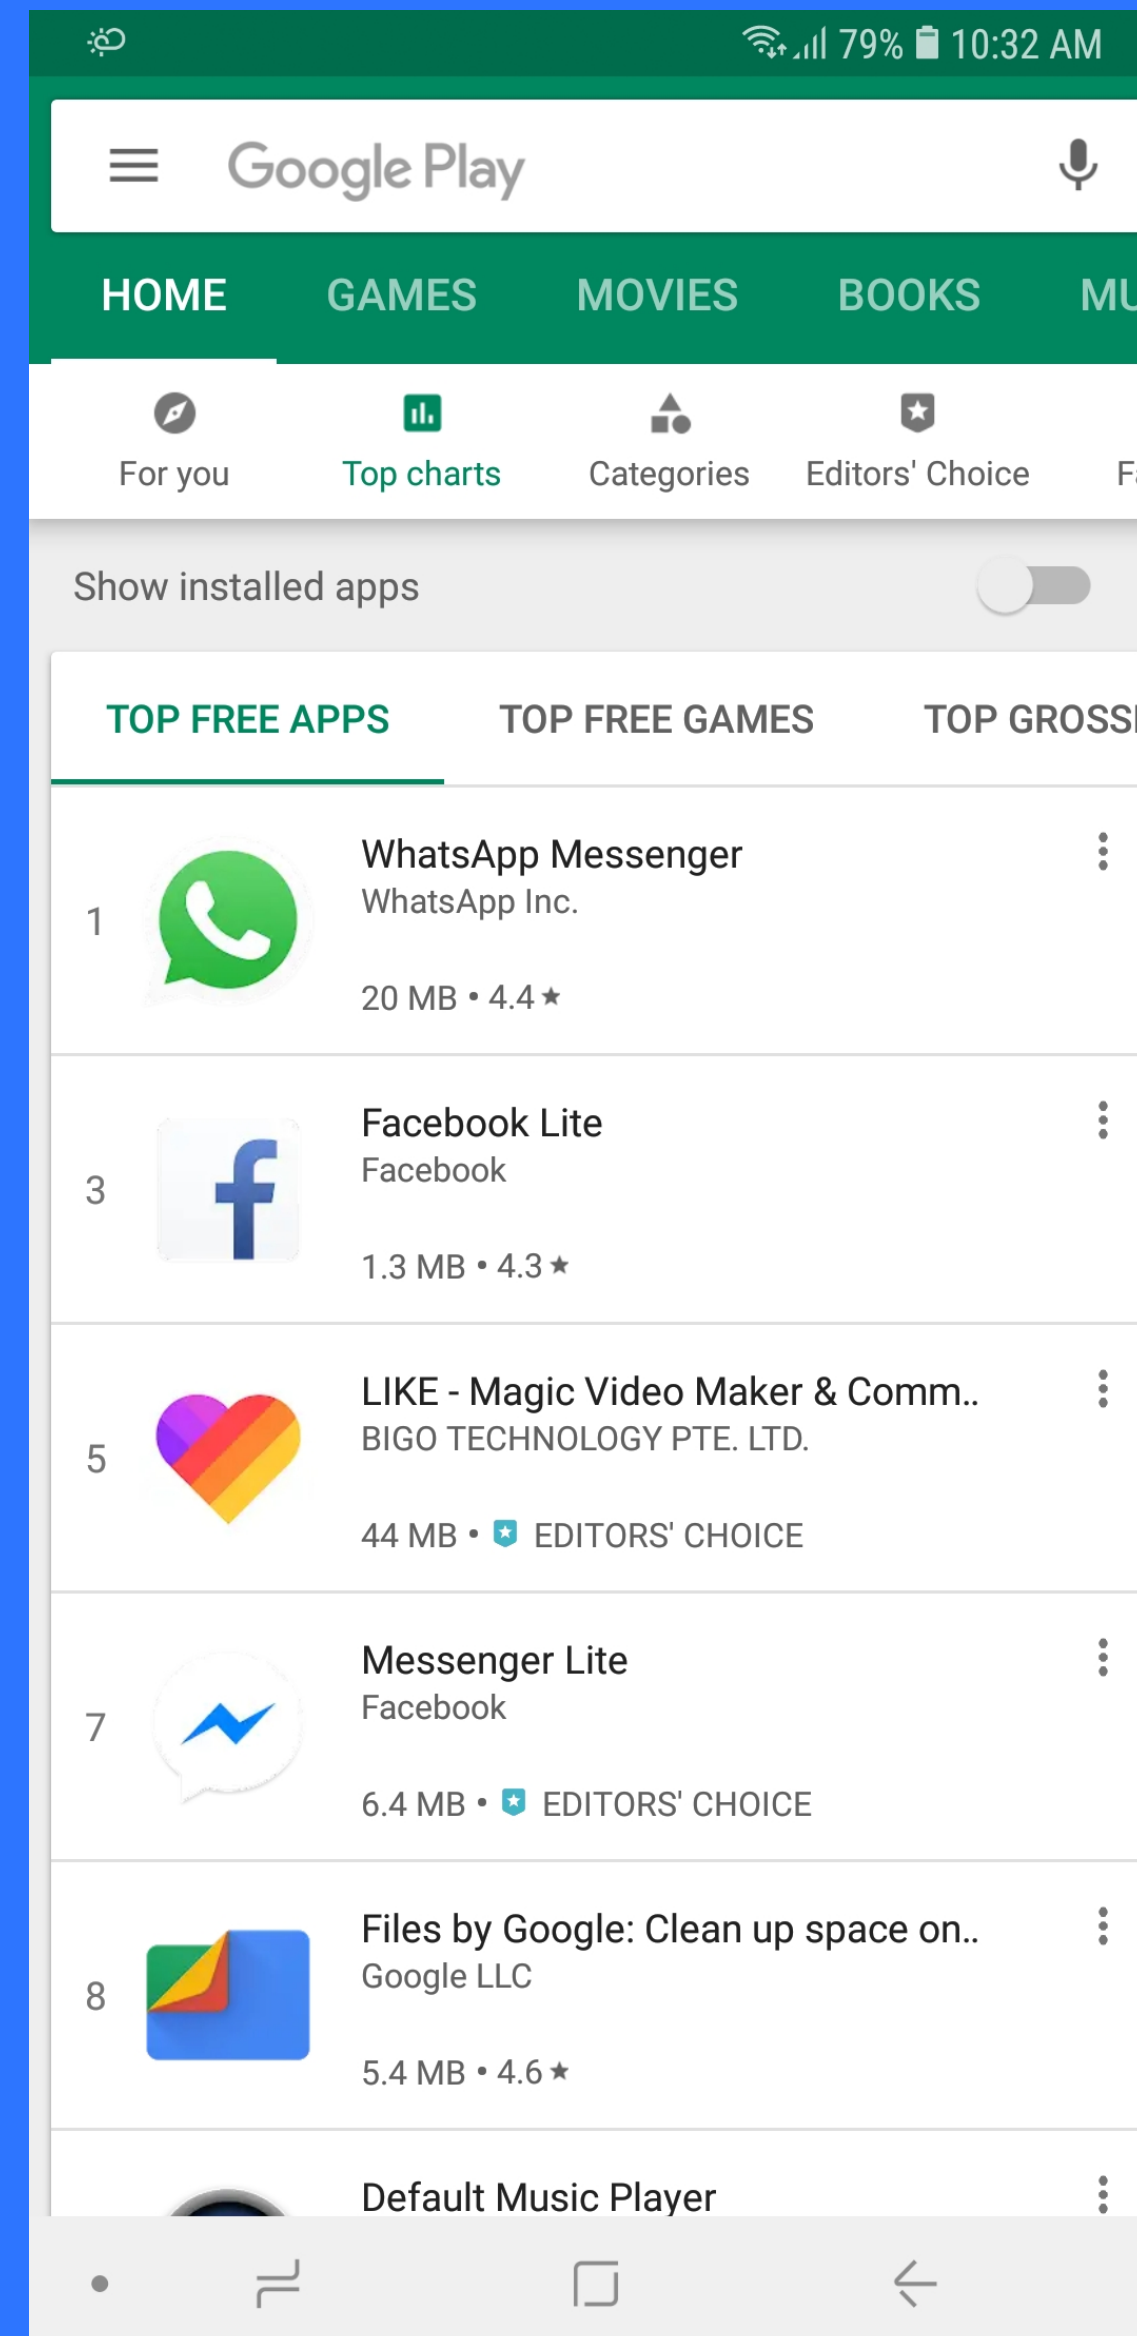 79% 10:32 AM
Google Play
HOME GAMES MOVIES BOOKS MU
For you Top charts Categories Editors' Choice Fa
Show installed apps
TOP FREE APPS TOP FREE GAMES TOP GROSSI
WhatsApp Messenger
WhatsApp Inc.
1
20 MB • 4.4 ★
Facebook Lite
Facebook
3
1.3 MB • 4.3 ★
LIKE - Magic Video Maker & Comm..
BIGO TECHNOLOGY PTE. LTD.
5
44 MB • EDITORS' CHOICE
Messenger Lite
Facebook
7
6.4 MB • EDITORS' CHOICE
Files by Google: Clean up space on..
Google LLC
8
5.4 MB • 4.6 ★
Default Music Player